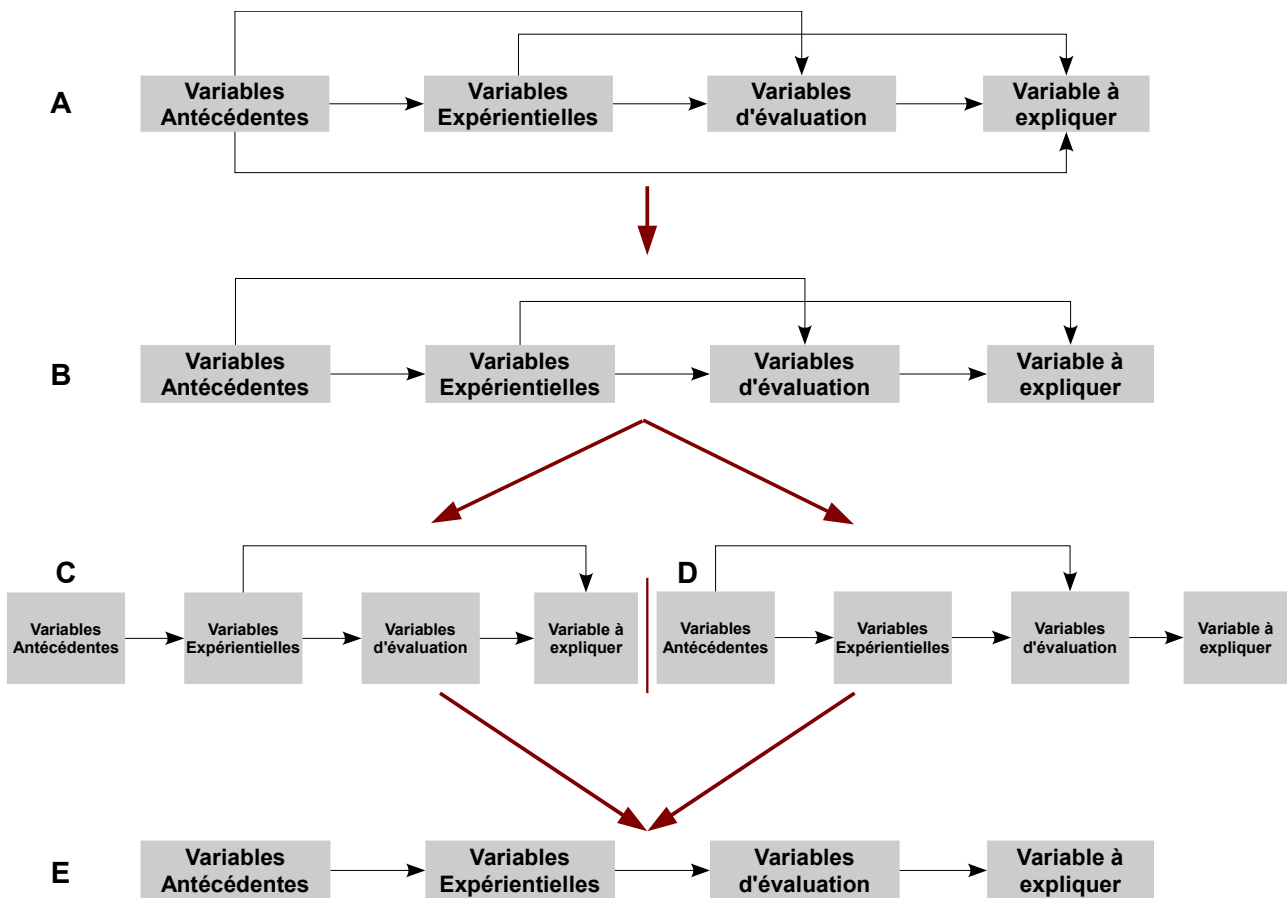 A
Variables
Antécédentes
Variables
Expérientielles
Variables
d'évaluation
Variable à
expliquer
B
Variables
Antécédentes
Variables
Expérientielles
Variables
d'évaluation
Variable à
expliquer
C
Variables
Antécédentes
Variables
Expérientielles
Variables
d'évaluation
Variable à
expliquer
D
Variables
Antécédentes
Variables
Expérientielles
Variables
d'évaluation
Variable à
expliquer
E
Variables
Antécédentes
Variables
Expérientielles
Variables
d'évaluation
Variable à
expliquer